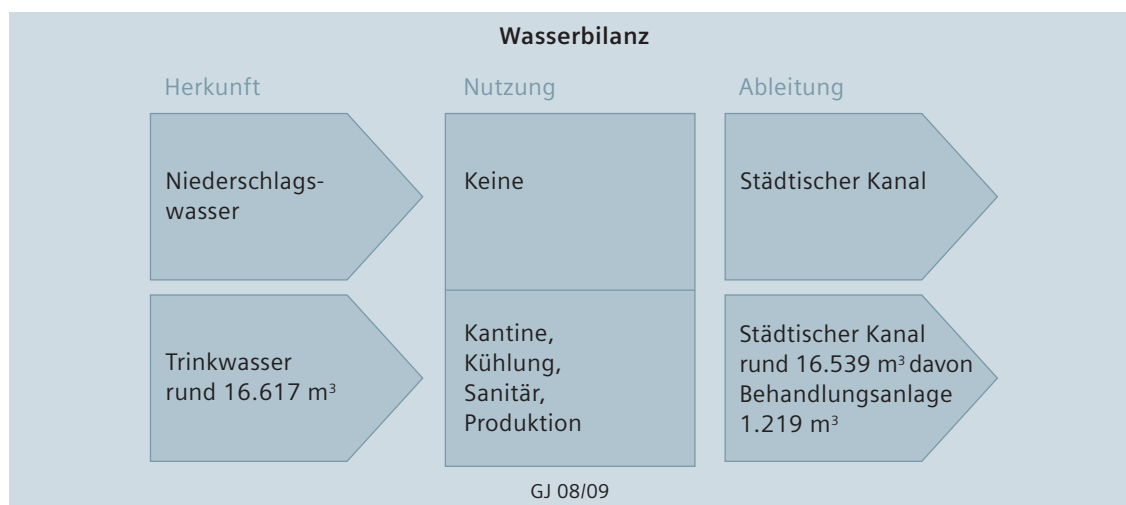 Wasserbilanz
Herkunft
Nutzung
Ableitung
Niederschlags-
wasser
Keine
Städtischer Kanal
Trinkwasser
rund 16.617 m³
Kantine,
Kühlung,
Sanitär,
Produktion
Städtischer Kanal
rund 16.539 m³ davon
Behandlungsanlage
1.219 m³
GJ 08/09